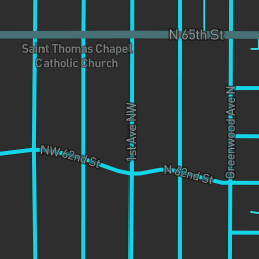 N 65th St
Saint Thomas Chapel
Catholic Church
1st Ave NW
Greenwood Ave N
NW 62nd St
N 62nd St